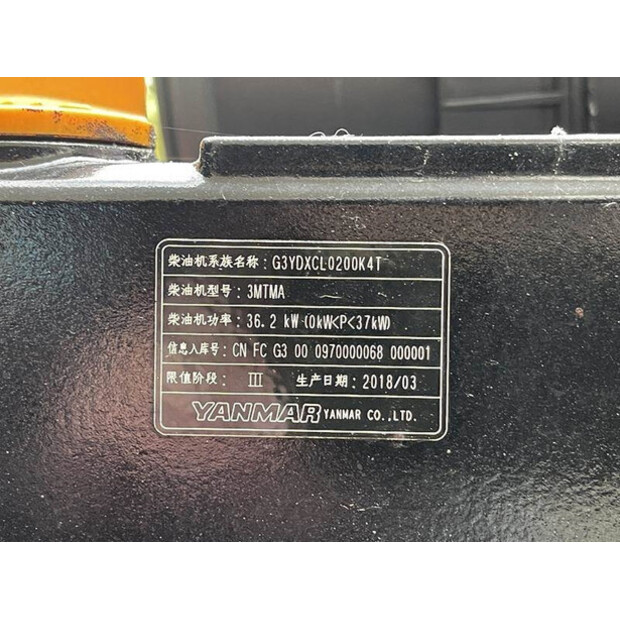 柴油机系族名称: G3YDXCL0200K4T
柴油机型号: 3MTMA
柴油机功率: 36.2 kW (0kW<P<37kW)
信息入库号: CN FC G3 00 0970000068 000001
限值阶段: III 生产日期: 2018/03
YANMAR YANMAR CO.,LTD.